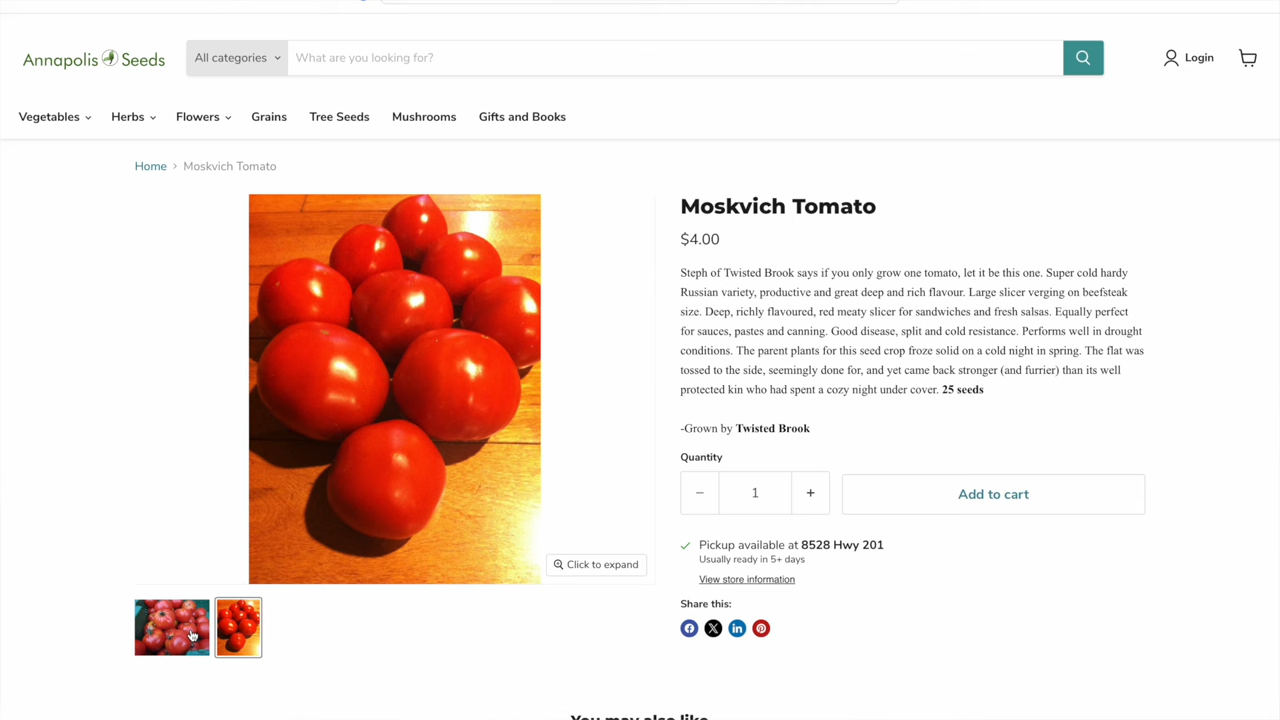 Annapolis Seeds
All categories
What are you looking for?
Login
Vegetables
Herbs
Flowers
Grains
Tree Seeds
Mushrooms
Gifts and Books
Home > Moskvich Tomato
Moskvich Tomato
$4.00
Steph of Twisted Brook says if you only grow one tomato, let it be this one. Super cold hardy
Russian variety, productive and great deep and rich flavour. Large slicer verging on beefsteak
size. Deep, richly flavoured, red meaty slicer for sandwiches and fresh salsas. Equally perfect
for sauces, pastes and canning. Good disease, split and cold resistance. Performs well in drought
conditions. The parent plants for this seed crop froze solid on a cold night in spring. The flat was
tossed to the side, seemingly done for, and yet came back stronger (and furrier) than its well
protected kin who had spent a cozy night under cover. 25 seeds
-Grown by Twisted Brook
Quantity
− 1 +
Add to cart
Pickup available at 8528 Hwy 201
Usually ready in 5+ days
View store information
Share this:
Click to expand
You may also like